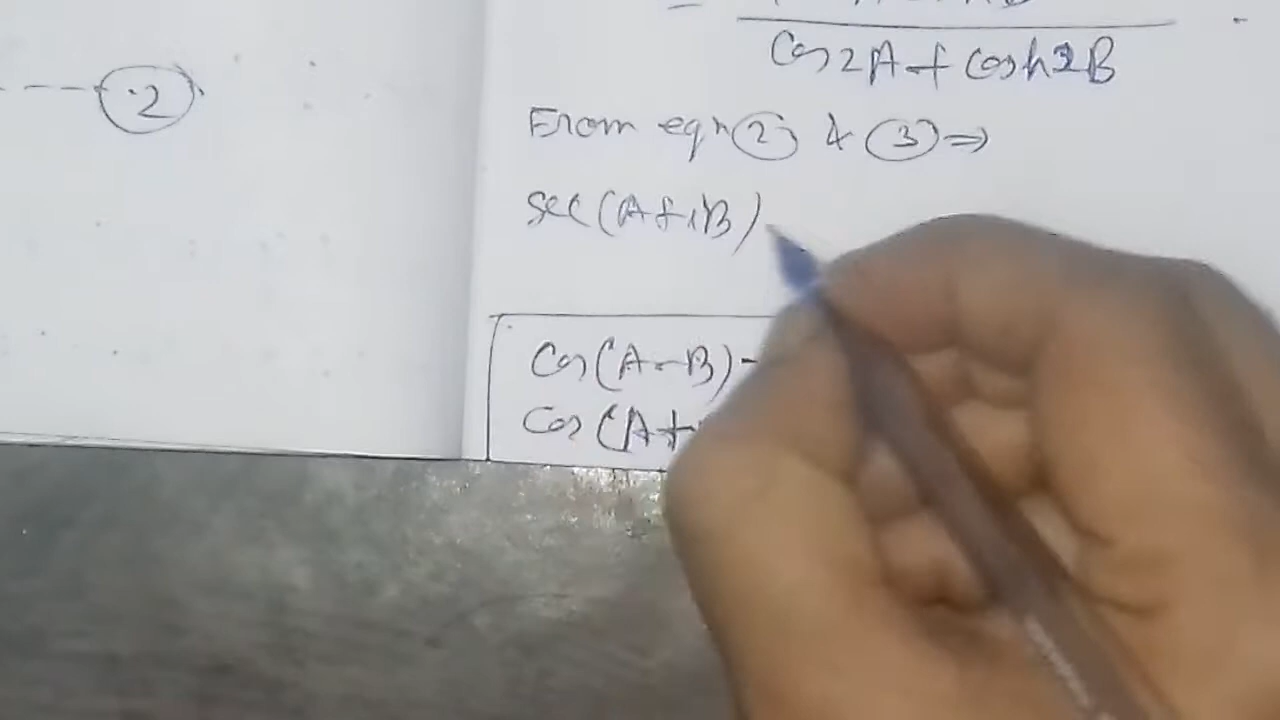 ----- 2
=
Cos2A + Cosh2B
From eqn 2 & 3 ⇒
Sec (A+iB)
Cos (A-B) -
Cos (A+